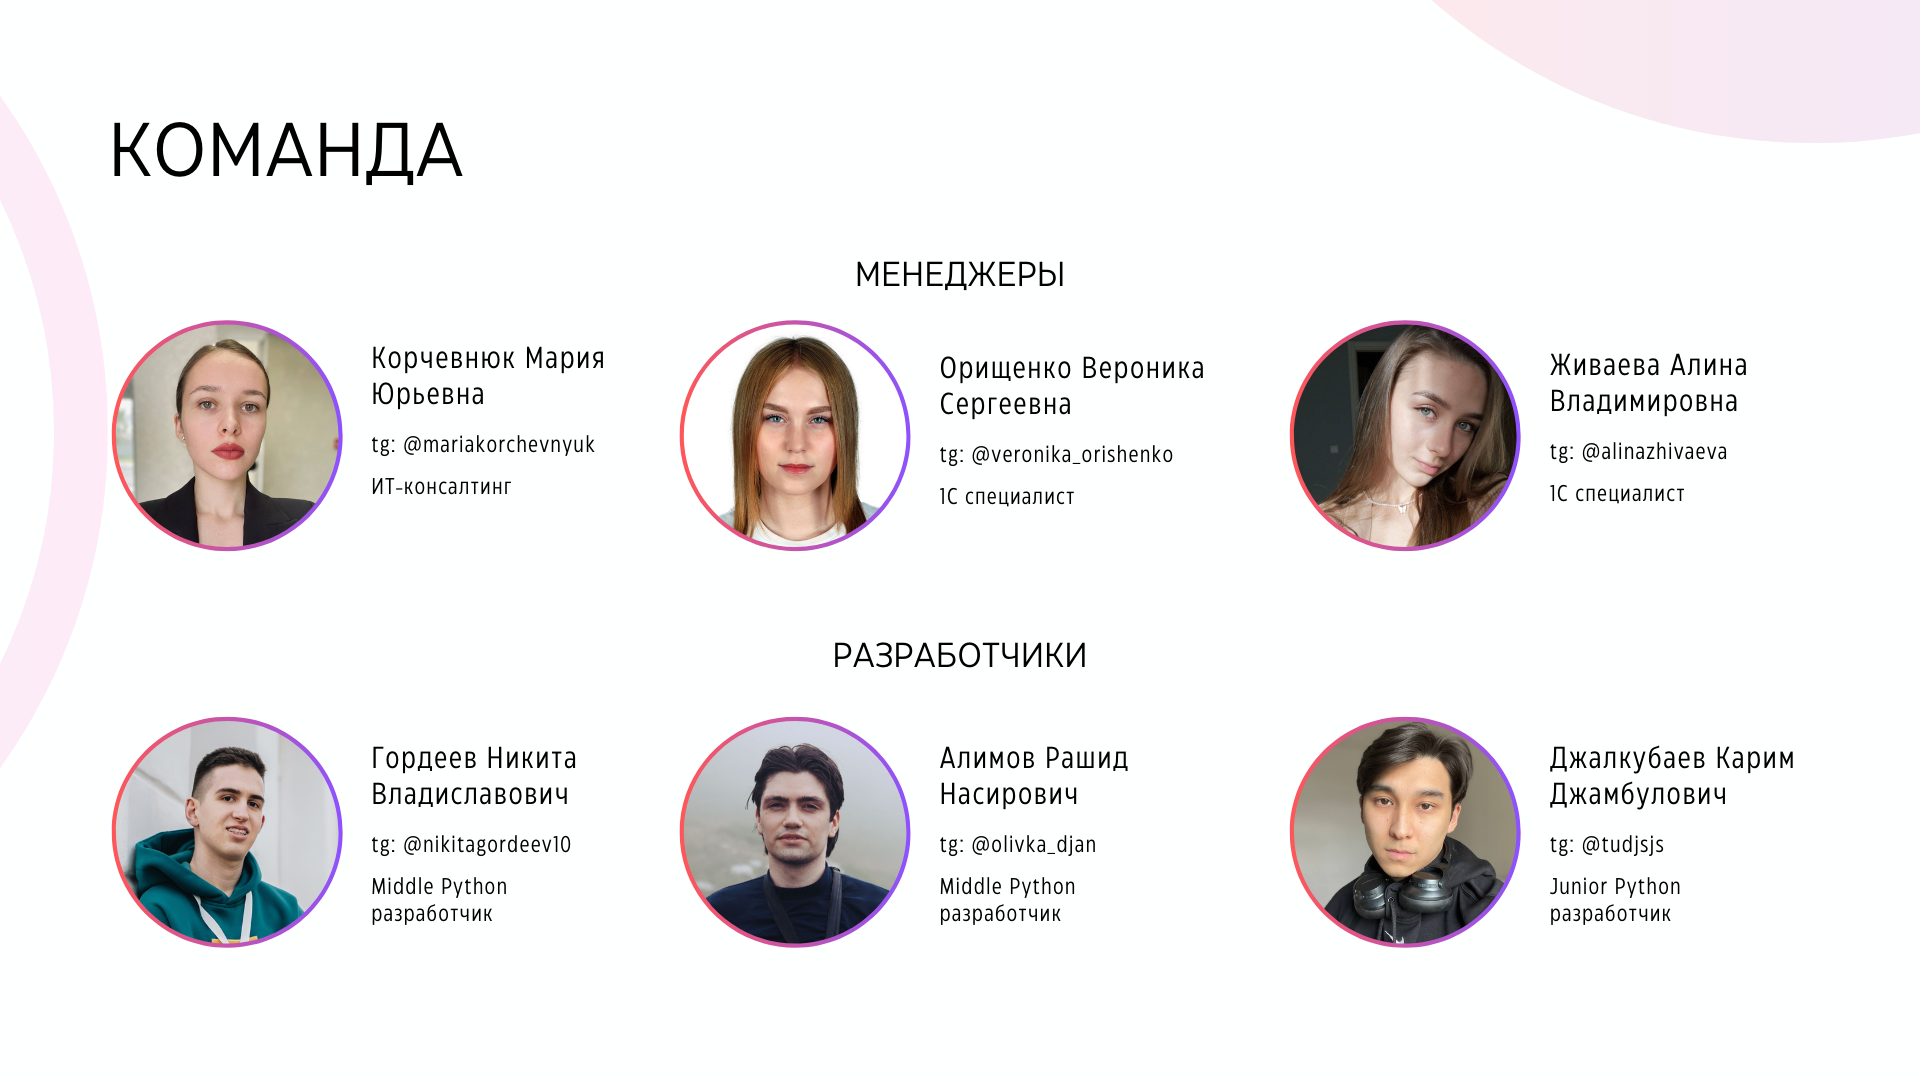 КОМАНДА
МЕНЕДЖЕРЫ
Корчевнюк Мария
Юрьевна
tg: @mariakorchevnyuk
ИТ-консалтинг
Орищенко Вероника
Сергеевна
tg: @veronika_orishenko
1С специалист
Живаева Алина
Владимировна
tg: @alinazhivaeva
1С специалист
РАЗРАБОТЧИКИ
Гордеев Никита
Владиславович
tg: @nikitagordeev10
Middle Python
разработчик
Алимов Рашид
Насирович
tg: @olivka_djan
Middle Python
разработчик
Джалкубаев Карим
Джамбулович
tg: @tudjsjs
Junior Python
разработчик